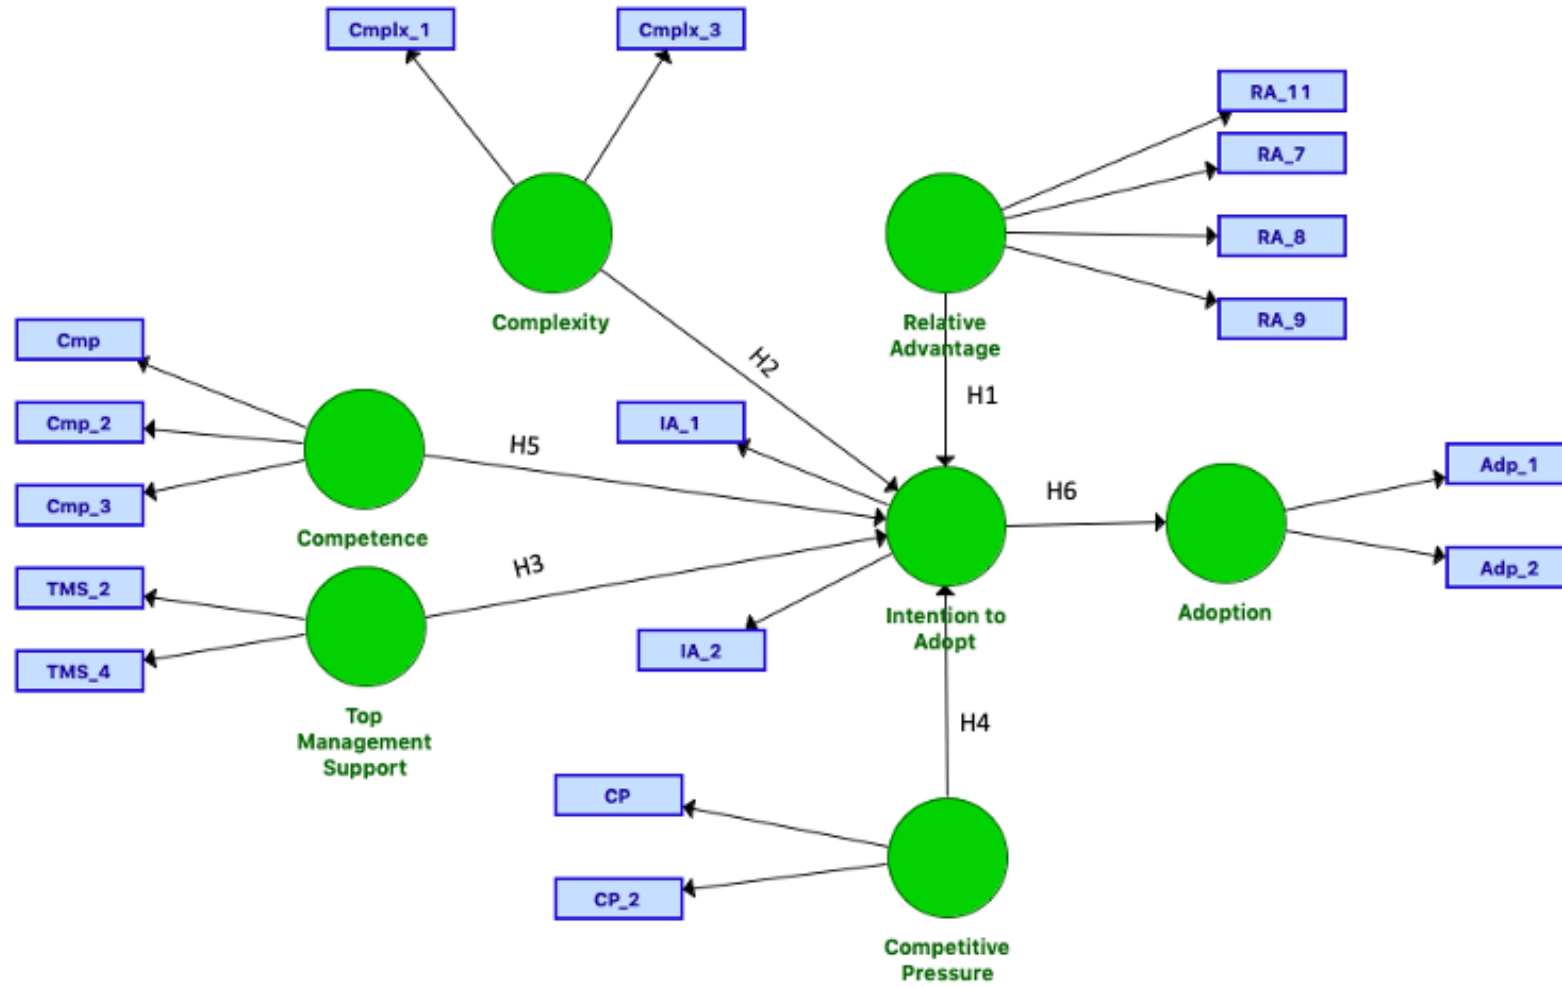 Cmplx_1
Cmplx_3
RA_11
RA_7
RA_8
RA_9
Complexity
Relative
Advantage
Cmp
Cmp_2
Cmp_3
H2
H1
IA_1
H5
H6
Adp_1
Adp_2
Competence
TMS_2
TMS_4
H3
Intention to
Adopt
Adoption
IA_2
Top
Management
Support
H4
CP
CP_2
Competitive
Pressure